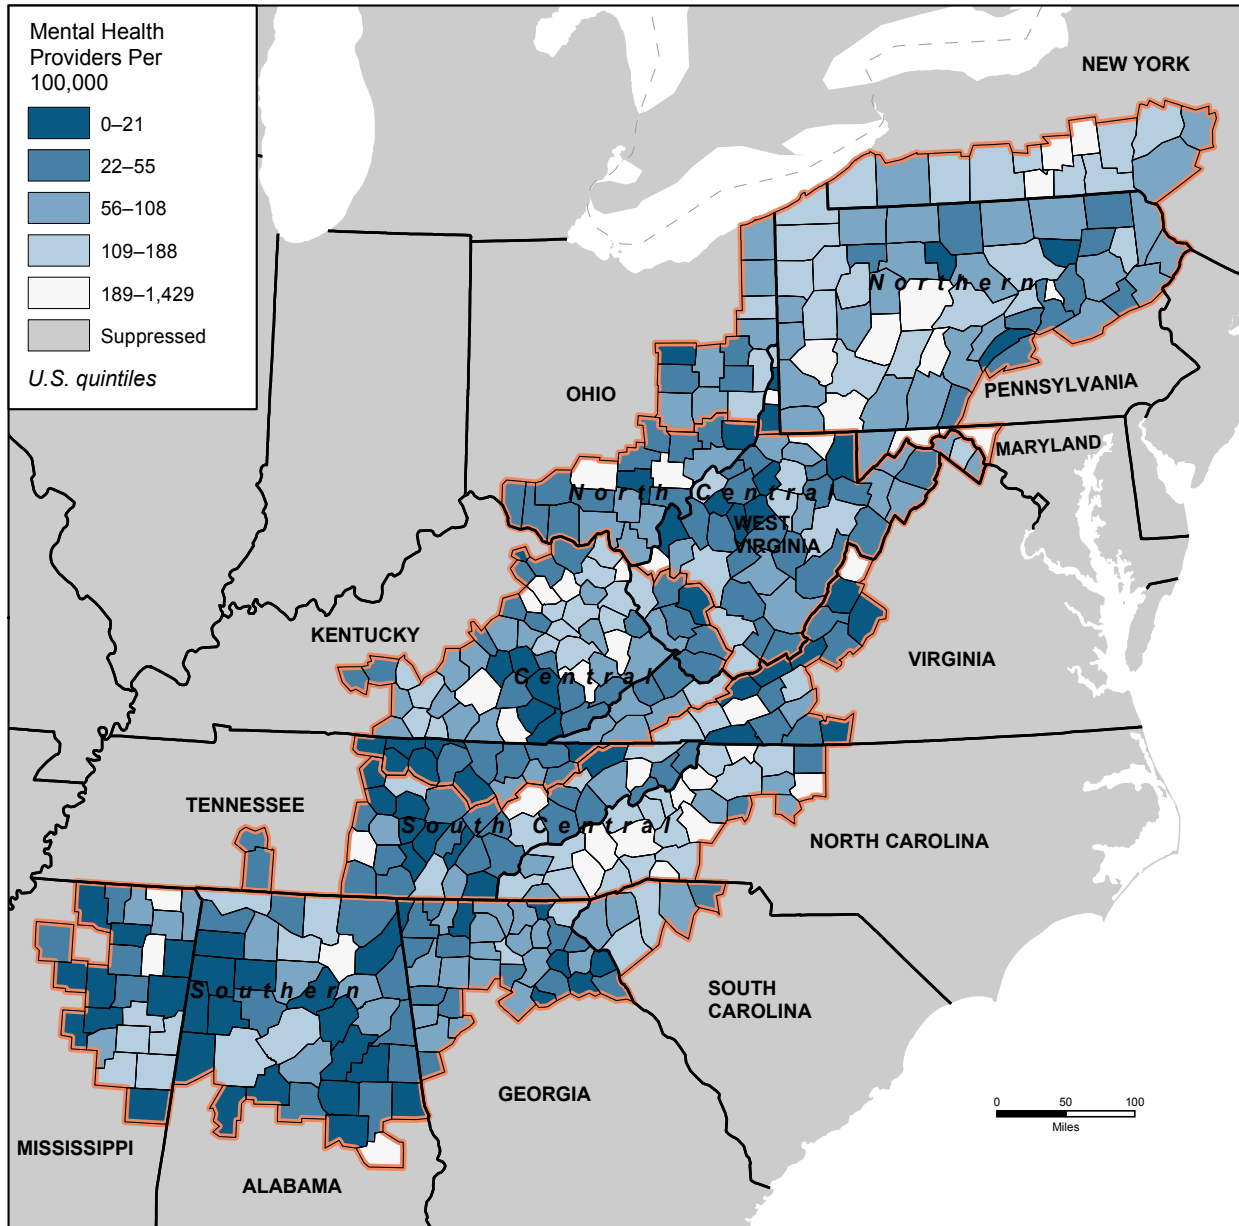 Mental Health
Providers Per
100,000
0–21
22–55
56–108
109–188
189–1,429
Suppressed
U.S. quintiles
NEW YORK
Northern
PENNSYLVANIA
OHIO
MARYLAND
North Central
WEST
VIRGINIA
KENTUCKY
VIRGINIA
Central
TENNESSEE
South Central
NORTH CAROLINA
Southern
SOUTH
CAROLINA
GEORGIA
0 50 100
Miles
MISSISSIPPI
ALABAMA